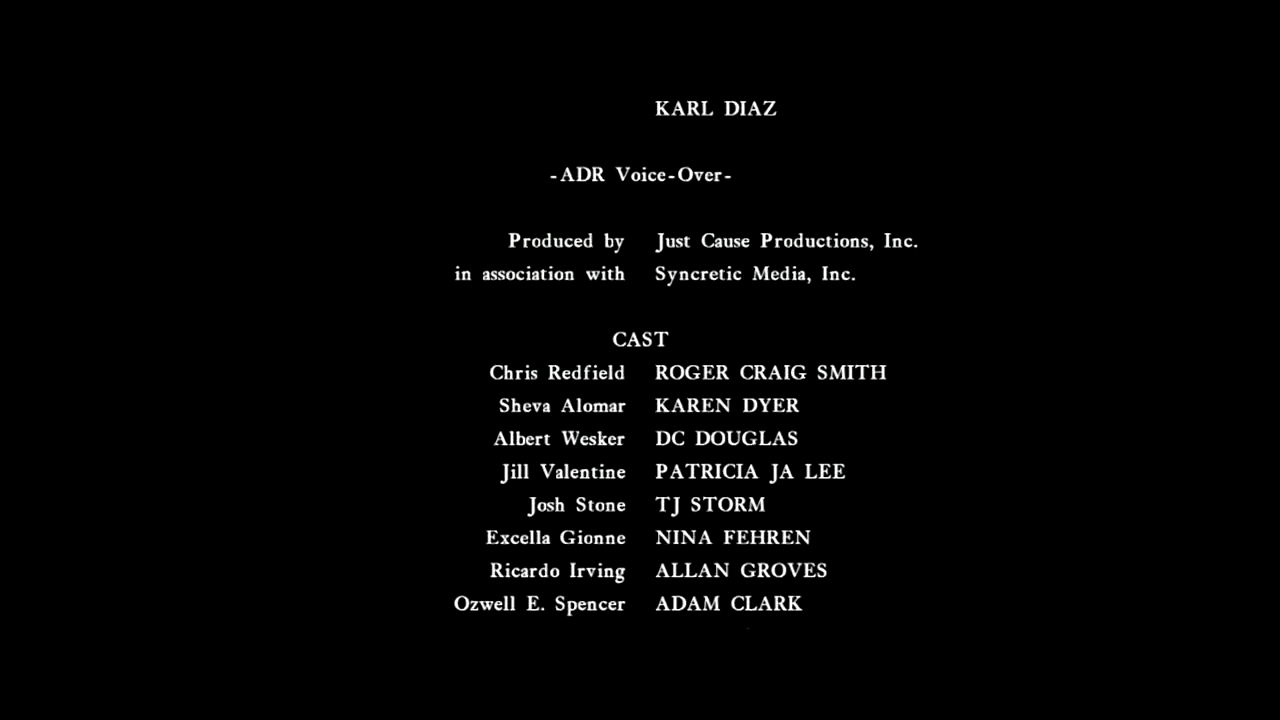 KARL DIAZ
-ADR Voice-Over-
Produced by Just Cause Productions, Inc.
in association with Syncretic Media, Inc.
CAST
Chris Redfield ROGER CRAIG SMITH
Sheva Alomar KAREN DYER
Albert Wesker DC DOUGLAS
Jill Valentine PATRICIA JA LEE
Josh Stone TJ STORM
Excella Gionne NINA FEHREN
Ricardo Irving ALLAN GROVES
Ozwell E. Spencer ADAM CLARK